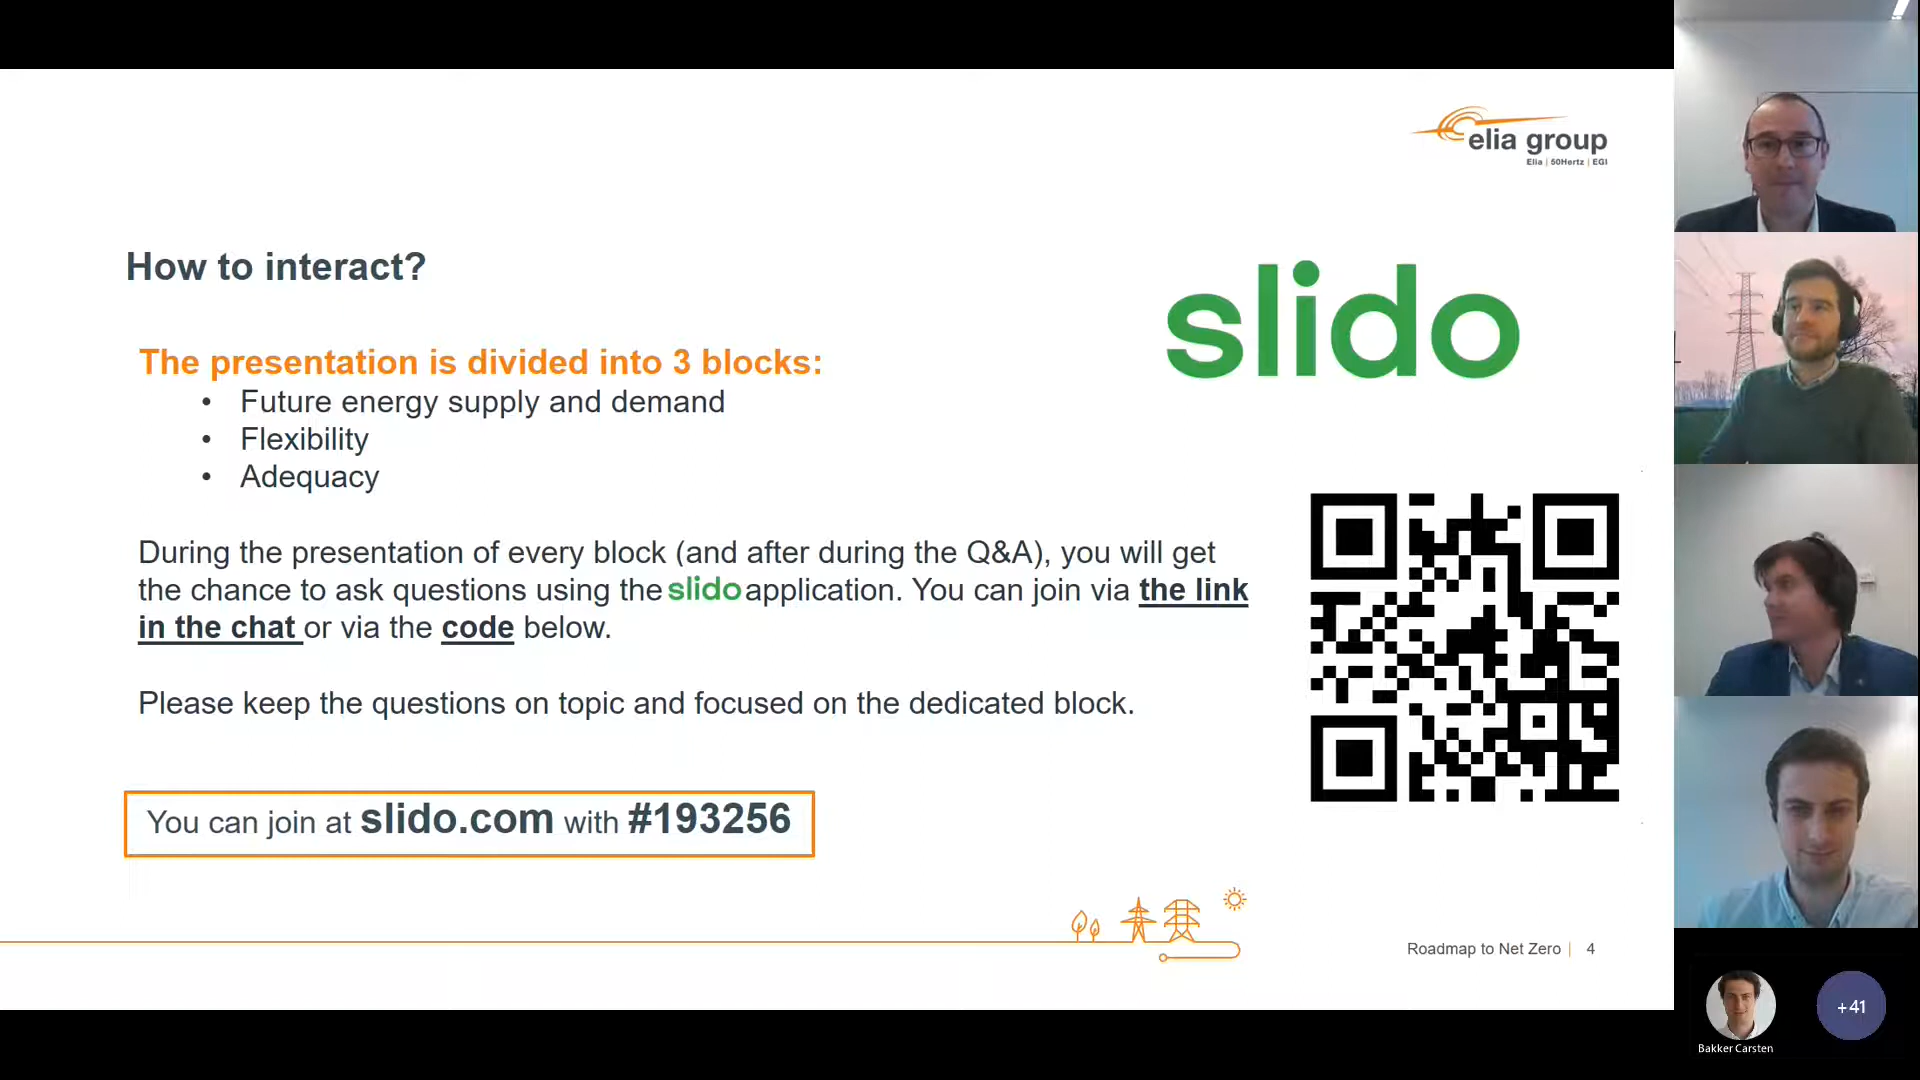 elia group
Elia | 50Hertz | EGI
How to interact?
slido
The presentation is divided into 3 blocks:
• Future energy supply and demand
• Flexibility
• Adequacy
During the presentation of every block (and after during the Q&A), you will get
the chance to ask questions using the slido application. You can join via the link
in the chat or via the code below.
Please keep the questions on topic and focused on the dedicated block.
You can join at slido.com with #193256
Roadmap to Net Zero | 4
+41
Bakker Carsten